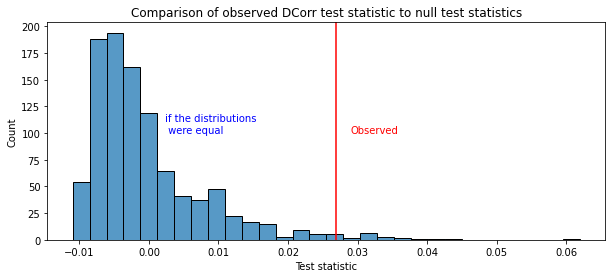 Comparison of observed DCorr test statistic to null test statistics
200
175
150
125
100
75
50
25
0
Count
if the distributions
were equal
Observed
−0.01 0.00 0.01 0.02 0.03 0.04 0.05 0.06
Test statistic